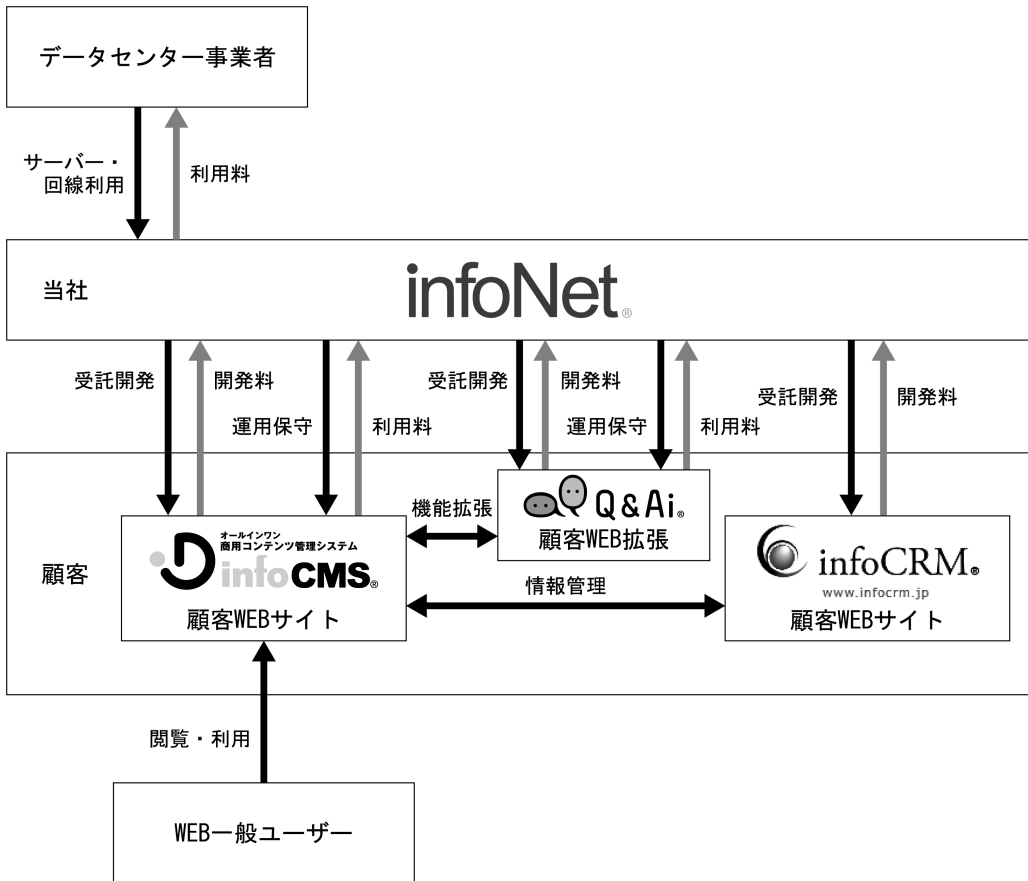 データセンター事業者
サーバー・
回線利用
利用料
当社
infoNet®
受託開発
開発料
運用保守
利用料
受託開発
開発料
運用保守
利用料
受託開発
開発料
顧客
オールインワン
商用コンテンツ管理システム
infoCMS®
顧客WEBサイト
機能拡張
Q&Ai®
顧客WEB拡張
情報管理
infoCRM®
www.infocrm.jp
顧客WEBサイト
閲覧・利用
WEB一般ユーザー